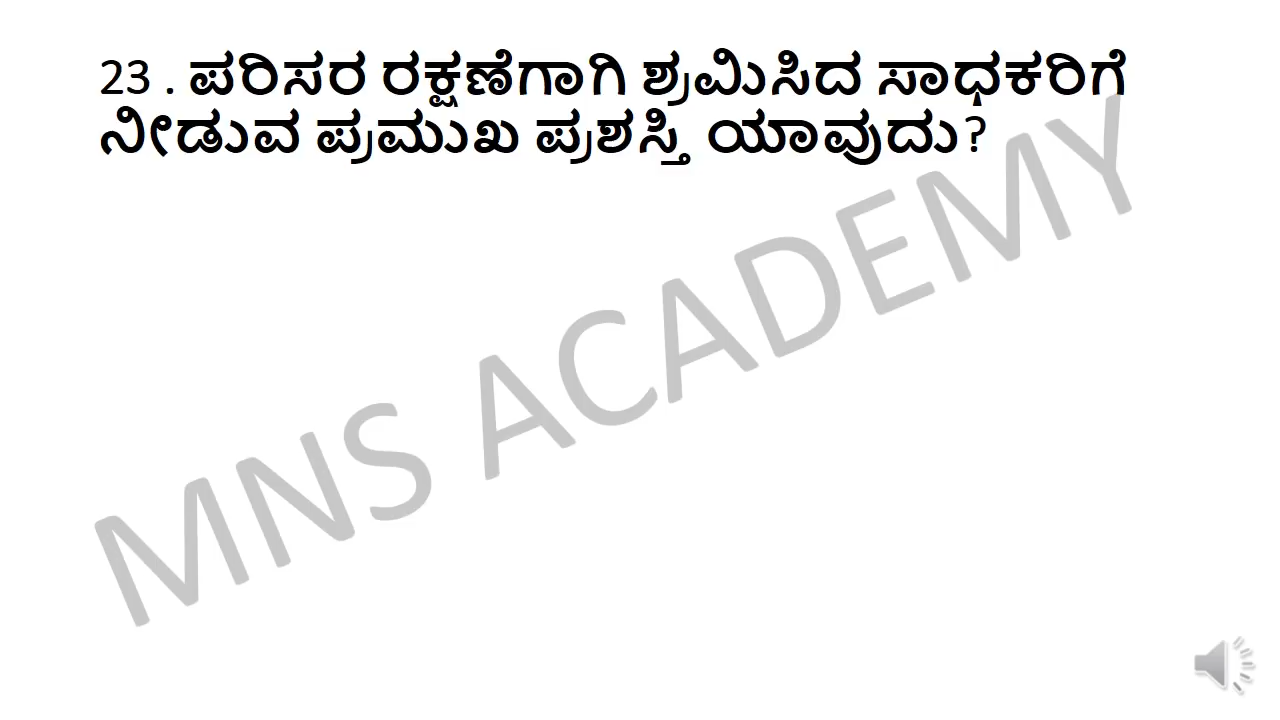 23 . ಪರಿಸರ ರಕ್ಷಣೆಗಾಗಿ ಶ್ರಮಿಸಿದ ಸಾಧಕರಿಗೆ
ನೀಡುವ ಪ್ರಮುಖ ಪ್ರಶಸ್ತಿ ಯಾವುದು?
MNS ACADEMY